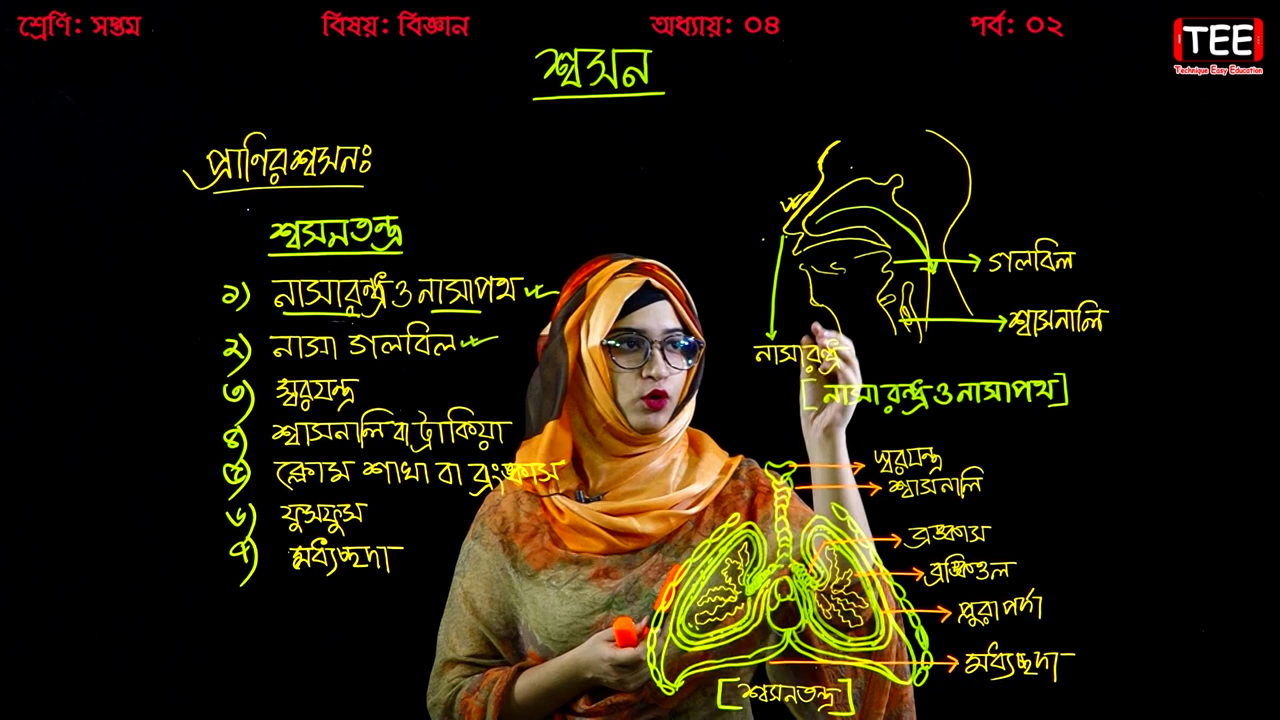 শ্রেণি: সপ্তম
বিষয়: বিজ্ঞান
অধ্যায়: ০৪
পর্ব: ০২
TEE
Technique Easy Education
শ্বসন
প্রাণির শ্বসনঃ
শ্বসনতন্ত্র
১) নাসারন্ধ্র ও নাসাপথ
২) নাসা গলবিল
৩) স্বরযন্ত্র
৪) শ্বাসনালি বা ট্রাকিয়া
৫) ক্লোম শাখা বা ব্রংঙ্কাস
৬) ফুসফুস
৭) মধ্যচ্ছদা
গলবিল
শ্বাসনালি
নাসারন্ধ্র
[নাসারন্ধ্র ও নাসাপথ]
স্বরযন্ত্র
শ্বাসনালি
ব্রঙ্কাস
ব্রঙ্কিওল
প্লুরা পর্দা
মধ্যচ্ছদা
[শ্বসনতন্ত্র]